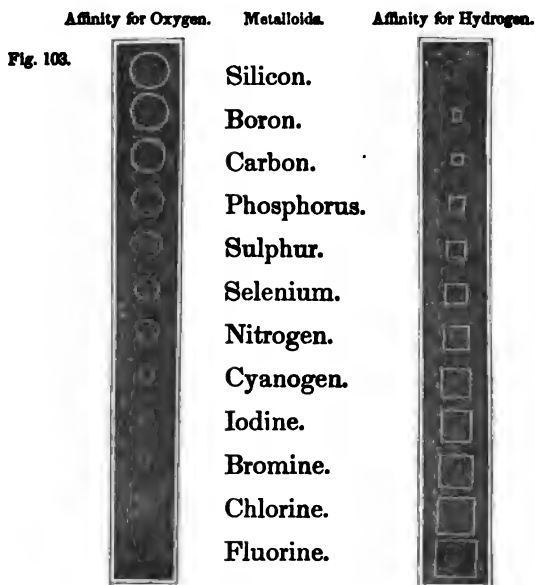 Affinity for Oxygen. Metalloids. Affinity for Hydrogen.
Fig. 103.
Silicon.
Boron.
Carbon.
Phosphorus.
Sulphur.
Selenium.
Nitrogen.
Cyanogen.
Iodine.
Bromine.
Chlorine.
Fluorine.